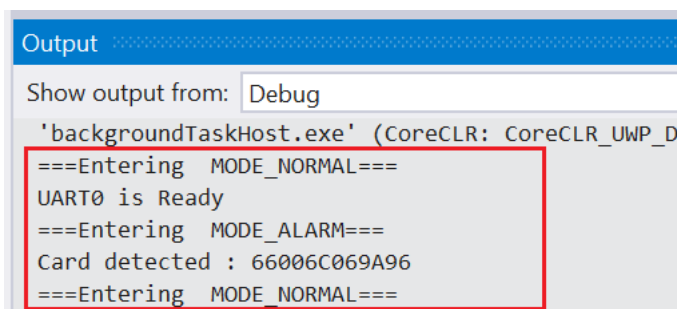 Output
Show output from: Debug
'backgroundTaskHost.exe' (CoreCLR: CoreCLR_UWP_D
===Entering  MODE_NORMAL===
UART0 is Ready
===Entering  MODE_ALARM===
Card detected : 66006C069A96
===Entering  MODE_NORMAL===